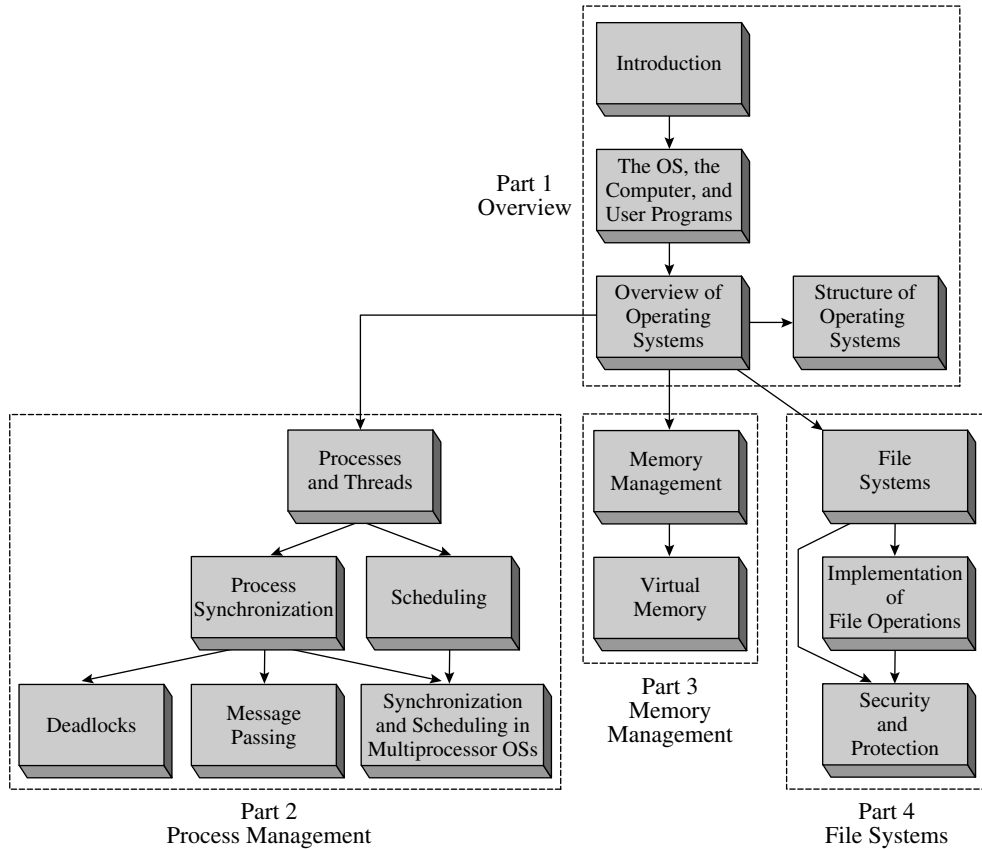 Introduction
The OS, the
Computer, and
User Programs
Part 1
Overview
Overview of
Operating
Systems
Structure of
Operating
Systems
Processes
and Threads
Process
Synchronization
Scheduling
Deadlocks
Message
Passing
Synchronization
and Scheduling in
Multiprocessor OSs
Part 2
Process Management
Memory
Management
Virtual
Memory
Part 3
Memory
Management
File
Systems
Implementation
of
File Operations
Security
and
Protection
Part 4
File Systems